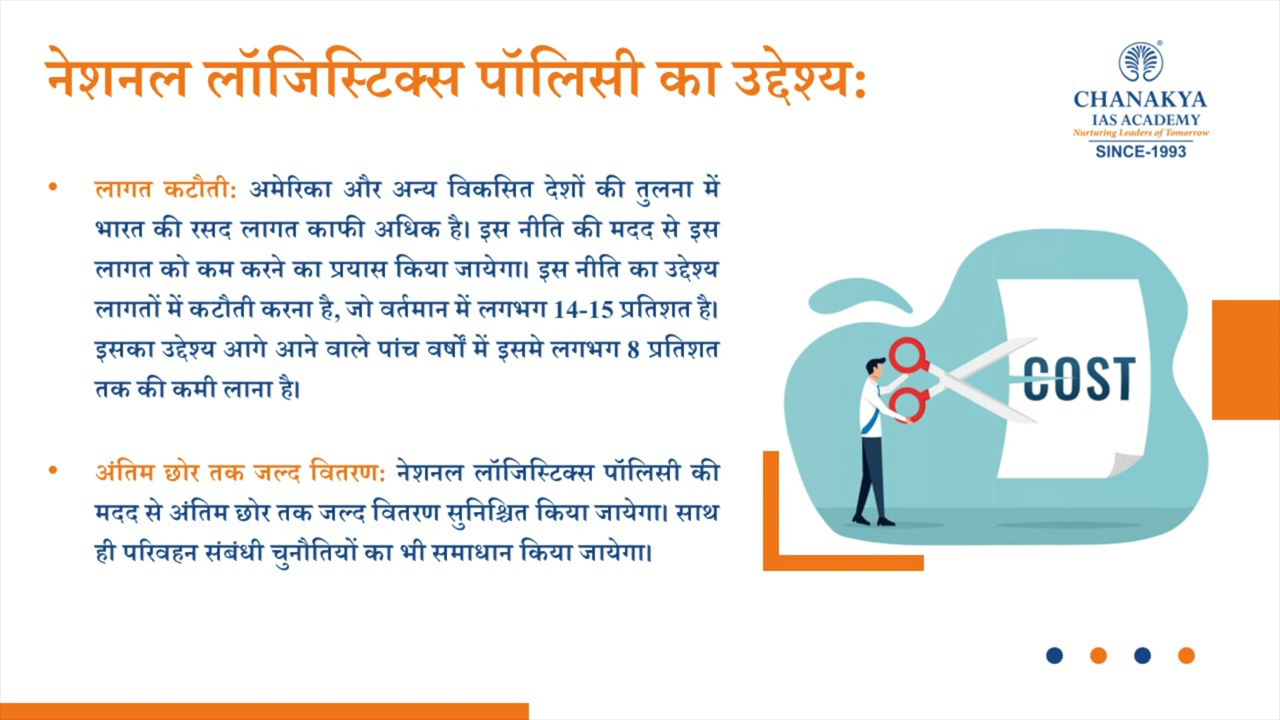 नेशनल लॉजिस्टिक्स पॉलिसी का उद्देश्य:
CHANAKYA
IAS ACADEMY
Nurturing Leaders of Tomorrow
SINCE-1993
• लागत कटौती: अमेरिका और अन्य विकसित देशों की तुलना में
भारत की रसद लागत काफी अधिक है। इस नीति की मदद से इस
लागत को कम करने का प्रयास किया जायेगा। इस नीति का उद्देश्य
लागतों में कटौती करना है, जो वर्तमान में लगभग 14-15 प्रतिशत है।
इसका उद्देश्य आगे आने वाले पांच वर्षों में इसमे लगभग 8 प्रतिशत
तक की कमी लाना है।
• अंतिम छोर तक जल्द वितरण: नेशनल लॉजिस्टिक्स पॉलिसी की
मदद से अंतिम छोर तक जल्द वितरण सुनिश्चित किया जायेगा। साथ
ही परिवहन संबंधी चुनौतियों का भी समाधान किया जायेगा।
COST